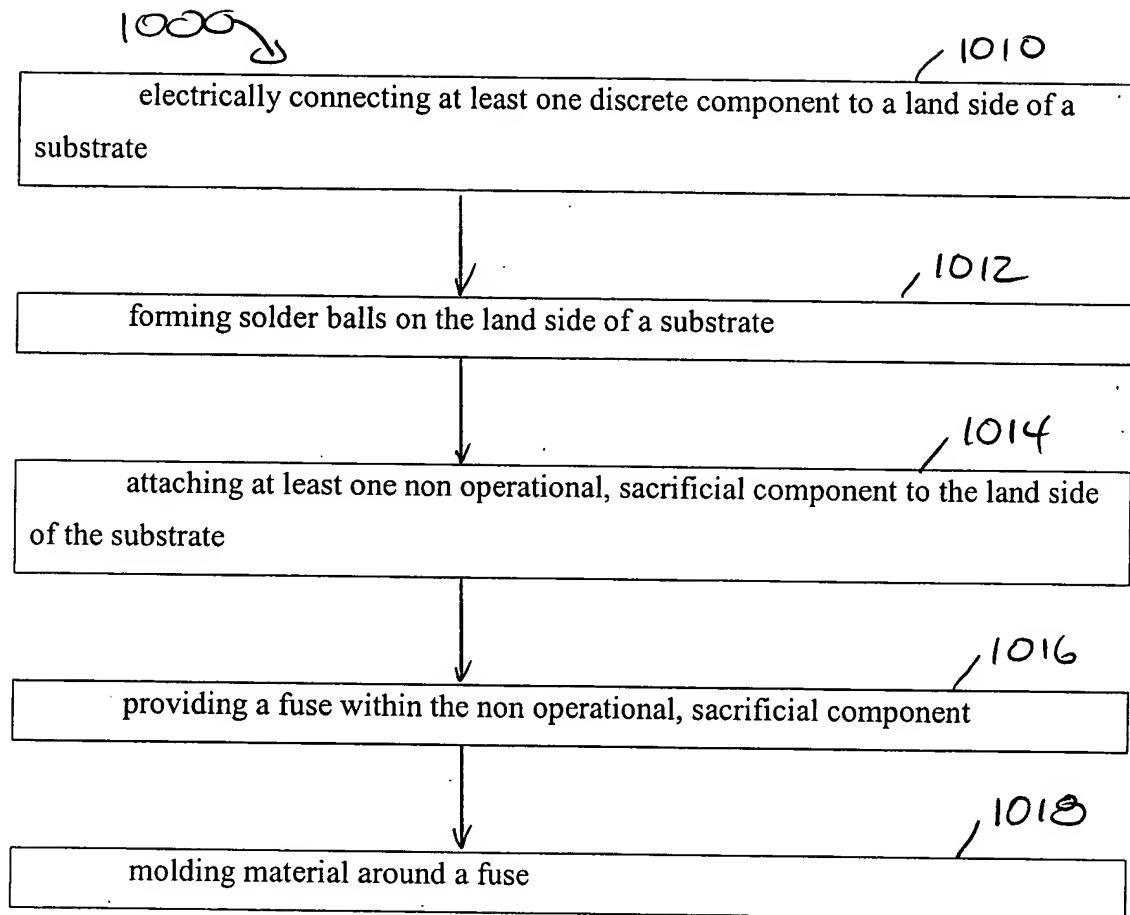 1000
1010
electrically connecting at least one discrete component to a land side of a
substrate
1012
forming solder balls on the land side of a substrate
1014
attaching at least one non operational, sacrificial component to the land side
of the substrate
1016
providing a fuse within the non operational, sacrificial component
1018
molding material around a fuse